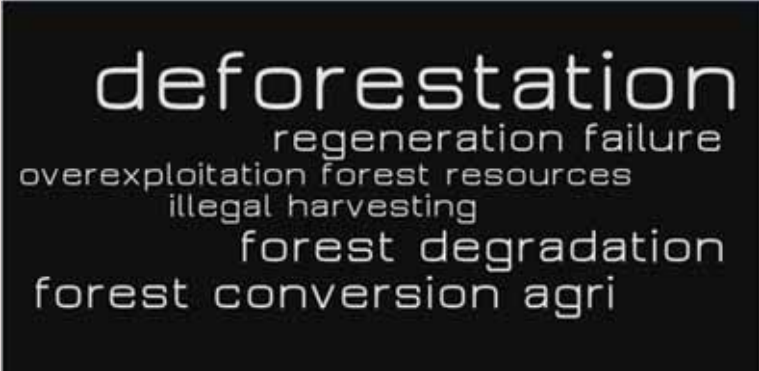 deforestation
regeneration failure
overexploitation forest resources
illegal harvesting
forest degradation
forest conversion agri